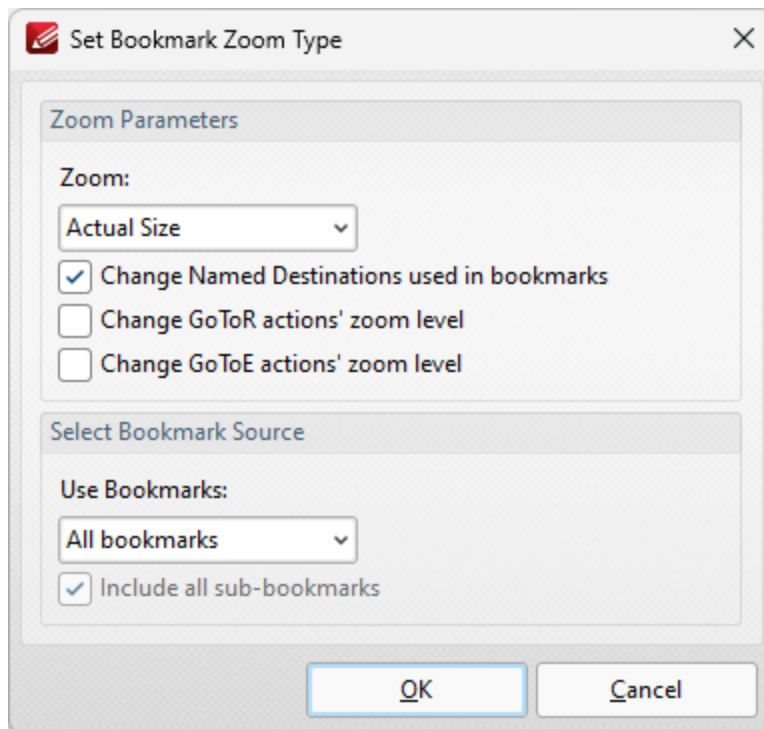 Set Bookmark Zoom Type
Zoom Parameters
Zoom:
Actual Size
Change Named Destinations used in bookmarks
Change GoToR actions' zoom level
Change GoToE actions' zoom level
Select Bookmark Source
Use Bookmarks:
All bookmarks
Include all sub-bookmarks
OK Cancel